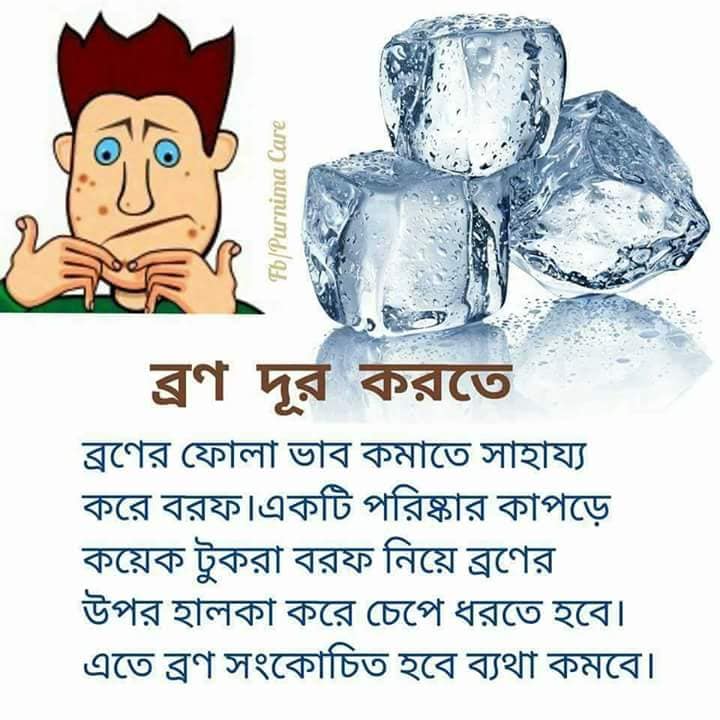 Fb/Purnima Care
ব্রণ দূর করতে
ব্রণের ফোলা ভাব কমাতে সাহায্য
করে বরফ।একটি পরিষ্কার কাপড়ে
কয়েক টুকরা বরফ নিয়ে ব্রণের
উপর হালকা করে চেপে ধরতে হবে।
এতে ব্রণ সংকোচিত হবে ব্যথা কমবে।